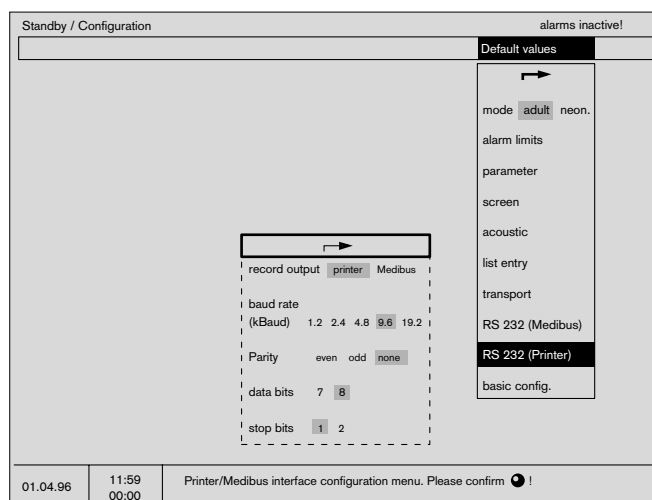 Standby / Configuration alarms inactive!
Default values
mode adult neon.
alarm limits
parameter
screen
acoustic
list entry
transport
RS 232 (Medibus)
RS 232 (Printer)
basic config.
record output printer Medibus
baud rate
(kBaud) 1.2 2.4 4.8 9.6 19.2
Parity even odd none
data bits 7 8
stop bits 1 2
01.04.96
11:59
00:00
Printer/Medibus interface configuration menu. Please confirm !